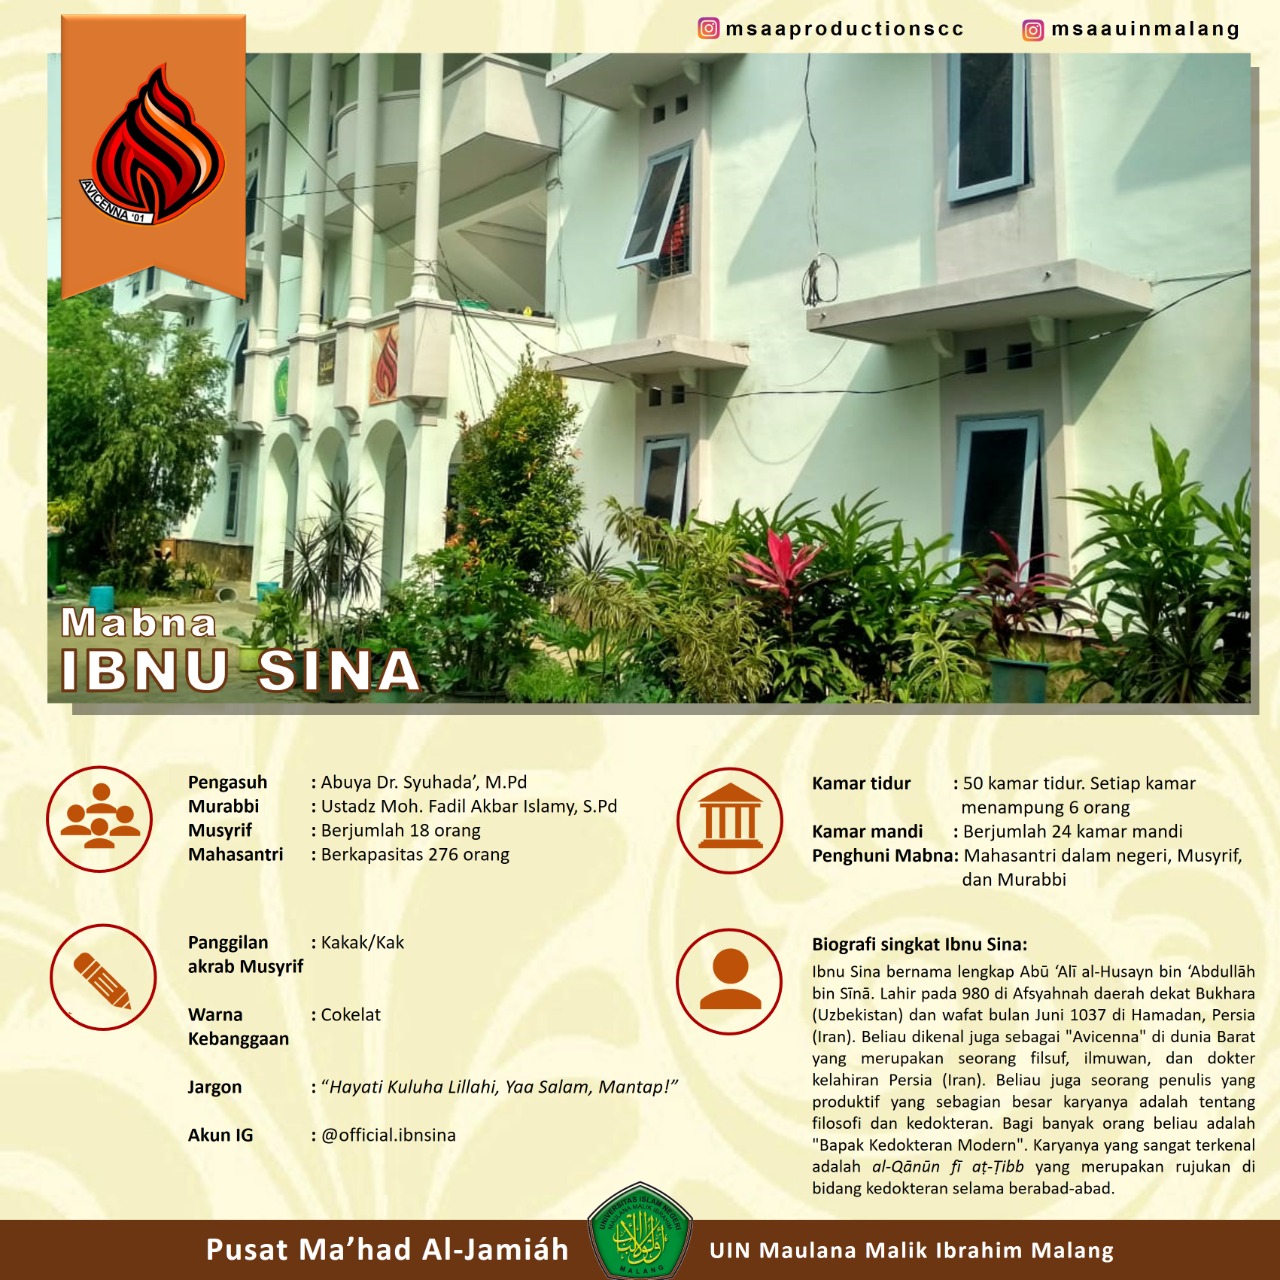 msaaproductionscc
msaauinmalang
AVICENNA '01
Mabna
IBNU SINA
Pengasuh : Abuya Dr. Syuhada’, M.Pd
Murabbi : Ustadz Moh. Fadil Akbar Islamy, S.Pd
Musyrif : Berjumlah 18 orang
Mahasantri : Berkapasitas 276 orang
Kamar tidur : 50 kamar tidur. Setiap kamar
menampung 6 orang
Kamar mandi : Berjumlah 24 kamar mandi
Penghuni Mabna: Mahasantri dalam negeri, Musyrif,
dan Murabbi
Panggilan : Kakak/Kak
akrab Musyrif
Warna : Cokelat
Kebanggaan
Jargon : “Hayati Kuluha Lillahi, Yaa Salam, Mantap!”
Akun IG : @official.ibnsina
Biografi singkat Ibnu Sina:
Ibnu Sina bernama lengkap Abū ‘Alī al-Husayn bin ‘Abdullāh
bin Sīnā. Lahir pada 980 di Afsyahnah daerah dekat Bukhara
(Uzbekistan) dan wafat bulan Juni 1037 di Hamadan, Persia
(Iran). Beliau dikenal juga sebagai "Avicenna" di dunia Barat
yang merupakan seorang filsuf, ilmuwan, dan dokter
kelahiran Persia (Iran). Beliau juga seorang penulis yang
produktif yang sebagian besar karyanya adalah tentang
filosofi dan kedokteran. Bagi banyak orang beliau adalah
"Bapak Kedokteran Modern". Karyanya yang sangat terkenal
adalah al-Qānūn fī aṭ-Ṭibb yang merupakan rujukan di
bidang kedokteran selama berabad-abad.
UNIVERSITAS ISLAM NEGERI
MAULANA MALIK IBRAHIM
MALANG
Pusat Ma’had Al-Jamiáh
UIN Maulana Malik Ibrahim Malang